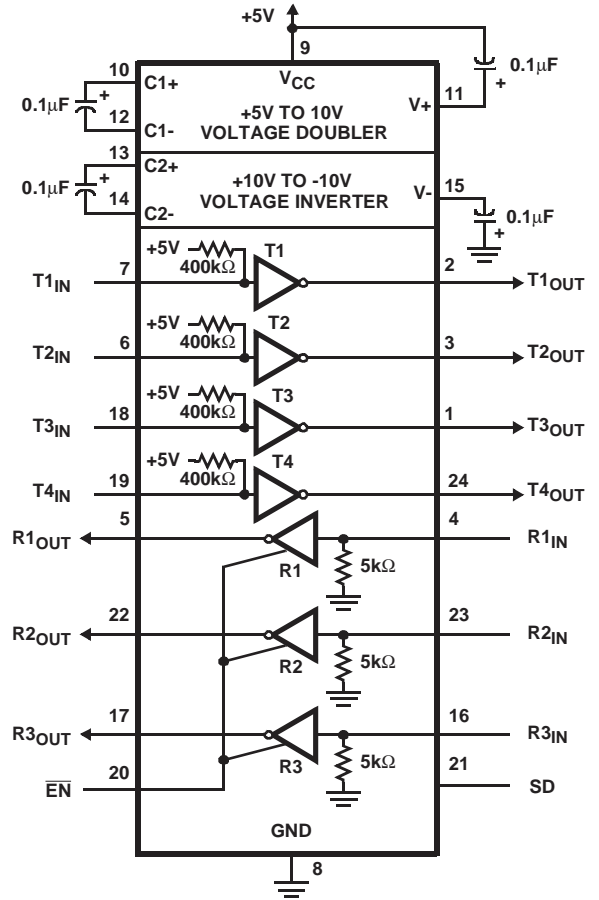 +5V
9
10
C1+
VCC
0.1μF
+
0.1μF
+
11
V+
+5V TO 10V
VOLTAGE DOUBLER
12
C1-
13
C2+
0.1μF
+
+10V TO -10V
VOLTAGE INVERTER
V-
15
14
C2-
0.1μF
+
+5V
400kΩ
T1
T1IN
7
2
T1OUT
+5V
400kΩ
T2
T2IN
6
3
T2OUT
+5V
400kΩ
T3
T3IN
18
1
T3OUT
+5V
400kΩ
T4
T4IN
19
24
T4OUT
R1OUT
5
R1
5kΩ
4
R1IN
R2OUT
22
R2
5kΩ
23
R2IN
R3OUT
17
R3
5kΩ
16
R3IN
EN
20
21
SD
GND
8